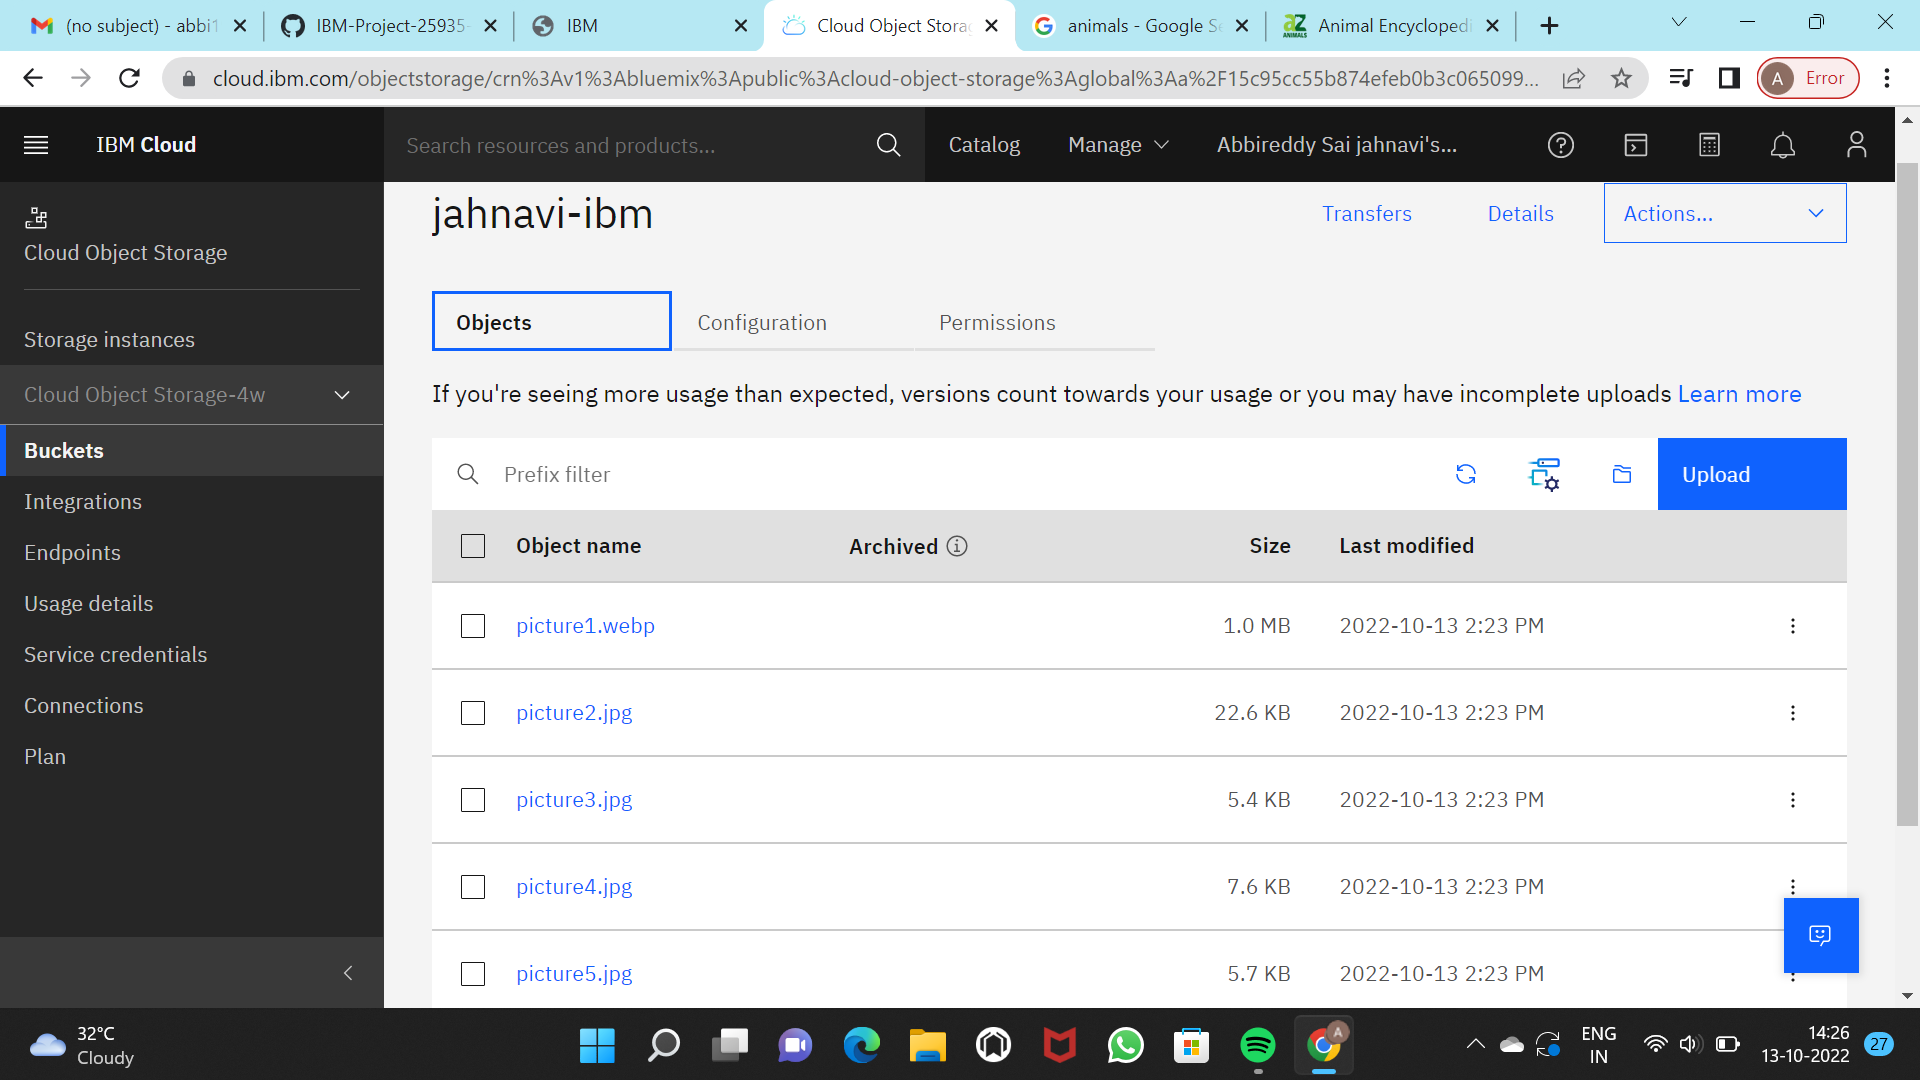 (no subject) - abbi1
IBM-Project-25935-
IBM
Cloud Object Stora
animals - Google Se
Animal Encyclopedi
cloud.ibm.com/objectstorage/crn%3Av1%3Abluemix%3Apublic%3Acloud-object-storage%3Aglobal%3Aa%2F15c95cc55b874efeb0b3c065099...
A Error
IBM Cloud
Search resources and products...
Catalog
Manage
Abbireddy Sai jahnavi's...
Cloud Object Storage
Storage instances
Cloud Object Storage-4w
Buckets
Integrations
Endpoints
Usage details
Service credentials
Connections
Plan
jahnavi-ibm
Transfers
Details
Actions...
Objects
Configuration
Permissions
If you're seeing more usage than expected, versions count towards your usage or you may have incomplete uploads Learn more
Prefix filter
Upload
Object name Archived Size Last modified
picture1.webp 1.0 MB 2022-10-13 2:23 PM
picture2.jpg 22.6 KB 2022-10-13 2:23 PM
picture3.jpg 5.4 KB 2022-10-13 2:23 PM
picture4.jpg 7.6 KB 2022-10-13 2:23 PM
picture5.jpg 5.7 KB 2022-10-13 2:23 PM
32°C
Cloudy
A
ENG
IN
14:26
13-10-2022
27